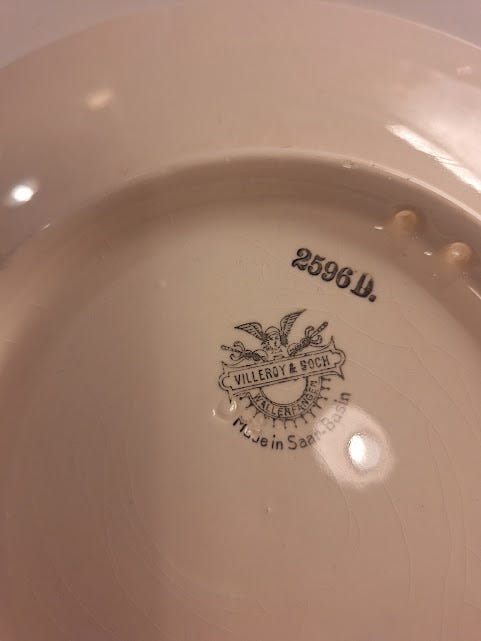 2596 D.
VILLEROY & BOCH
WALLERFANGEN
Made in Saar-Basin